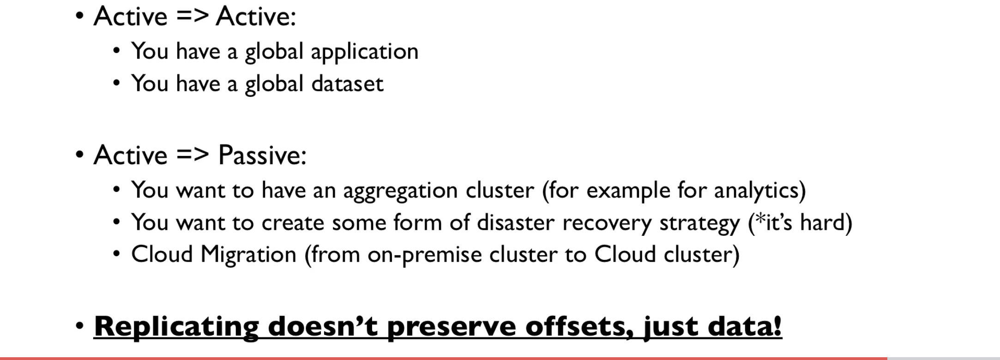 • Active => Active:
• You have a global application
• You have a global dataset
• Active => Passive:
• You want to have an aggregation cluster (for example for analytics)
• You want to create some form of disaster recovery strategy (*it’s hard)
• Cloud Migration (from on-premise cluster to Cloud cluster)
• Replicating doesn’t preserve offsets, just data!